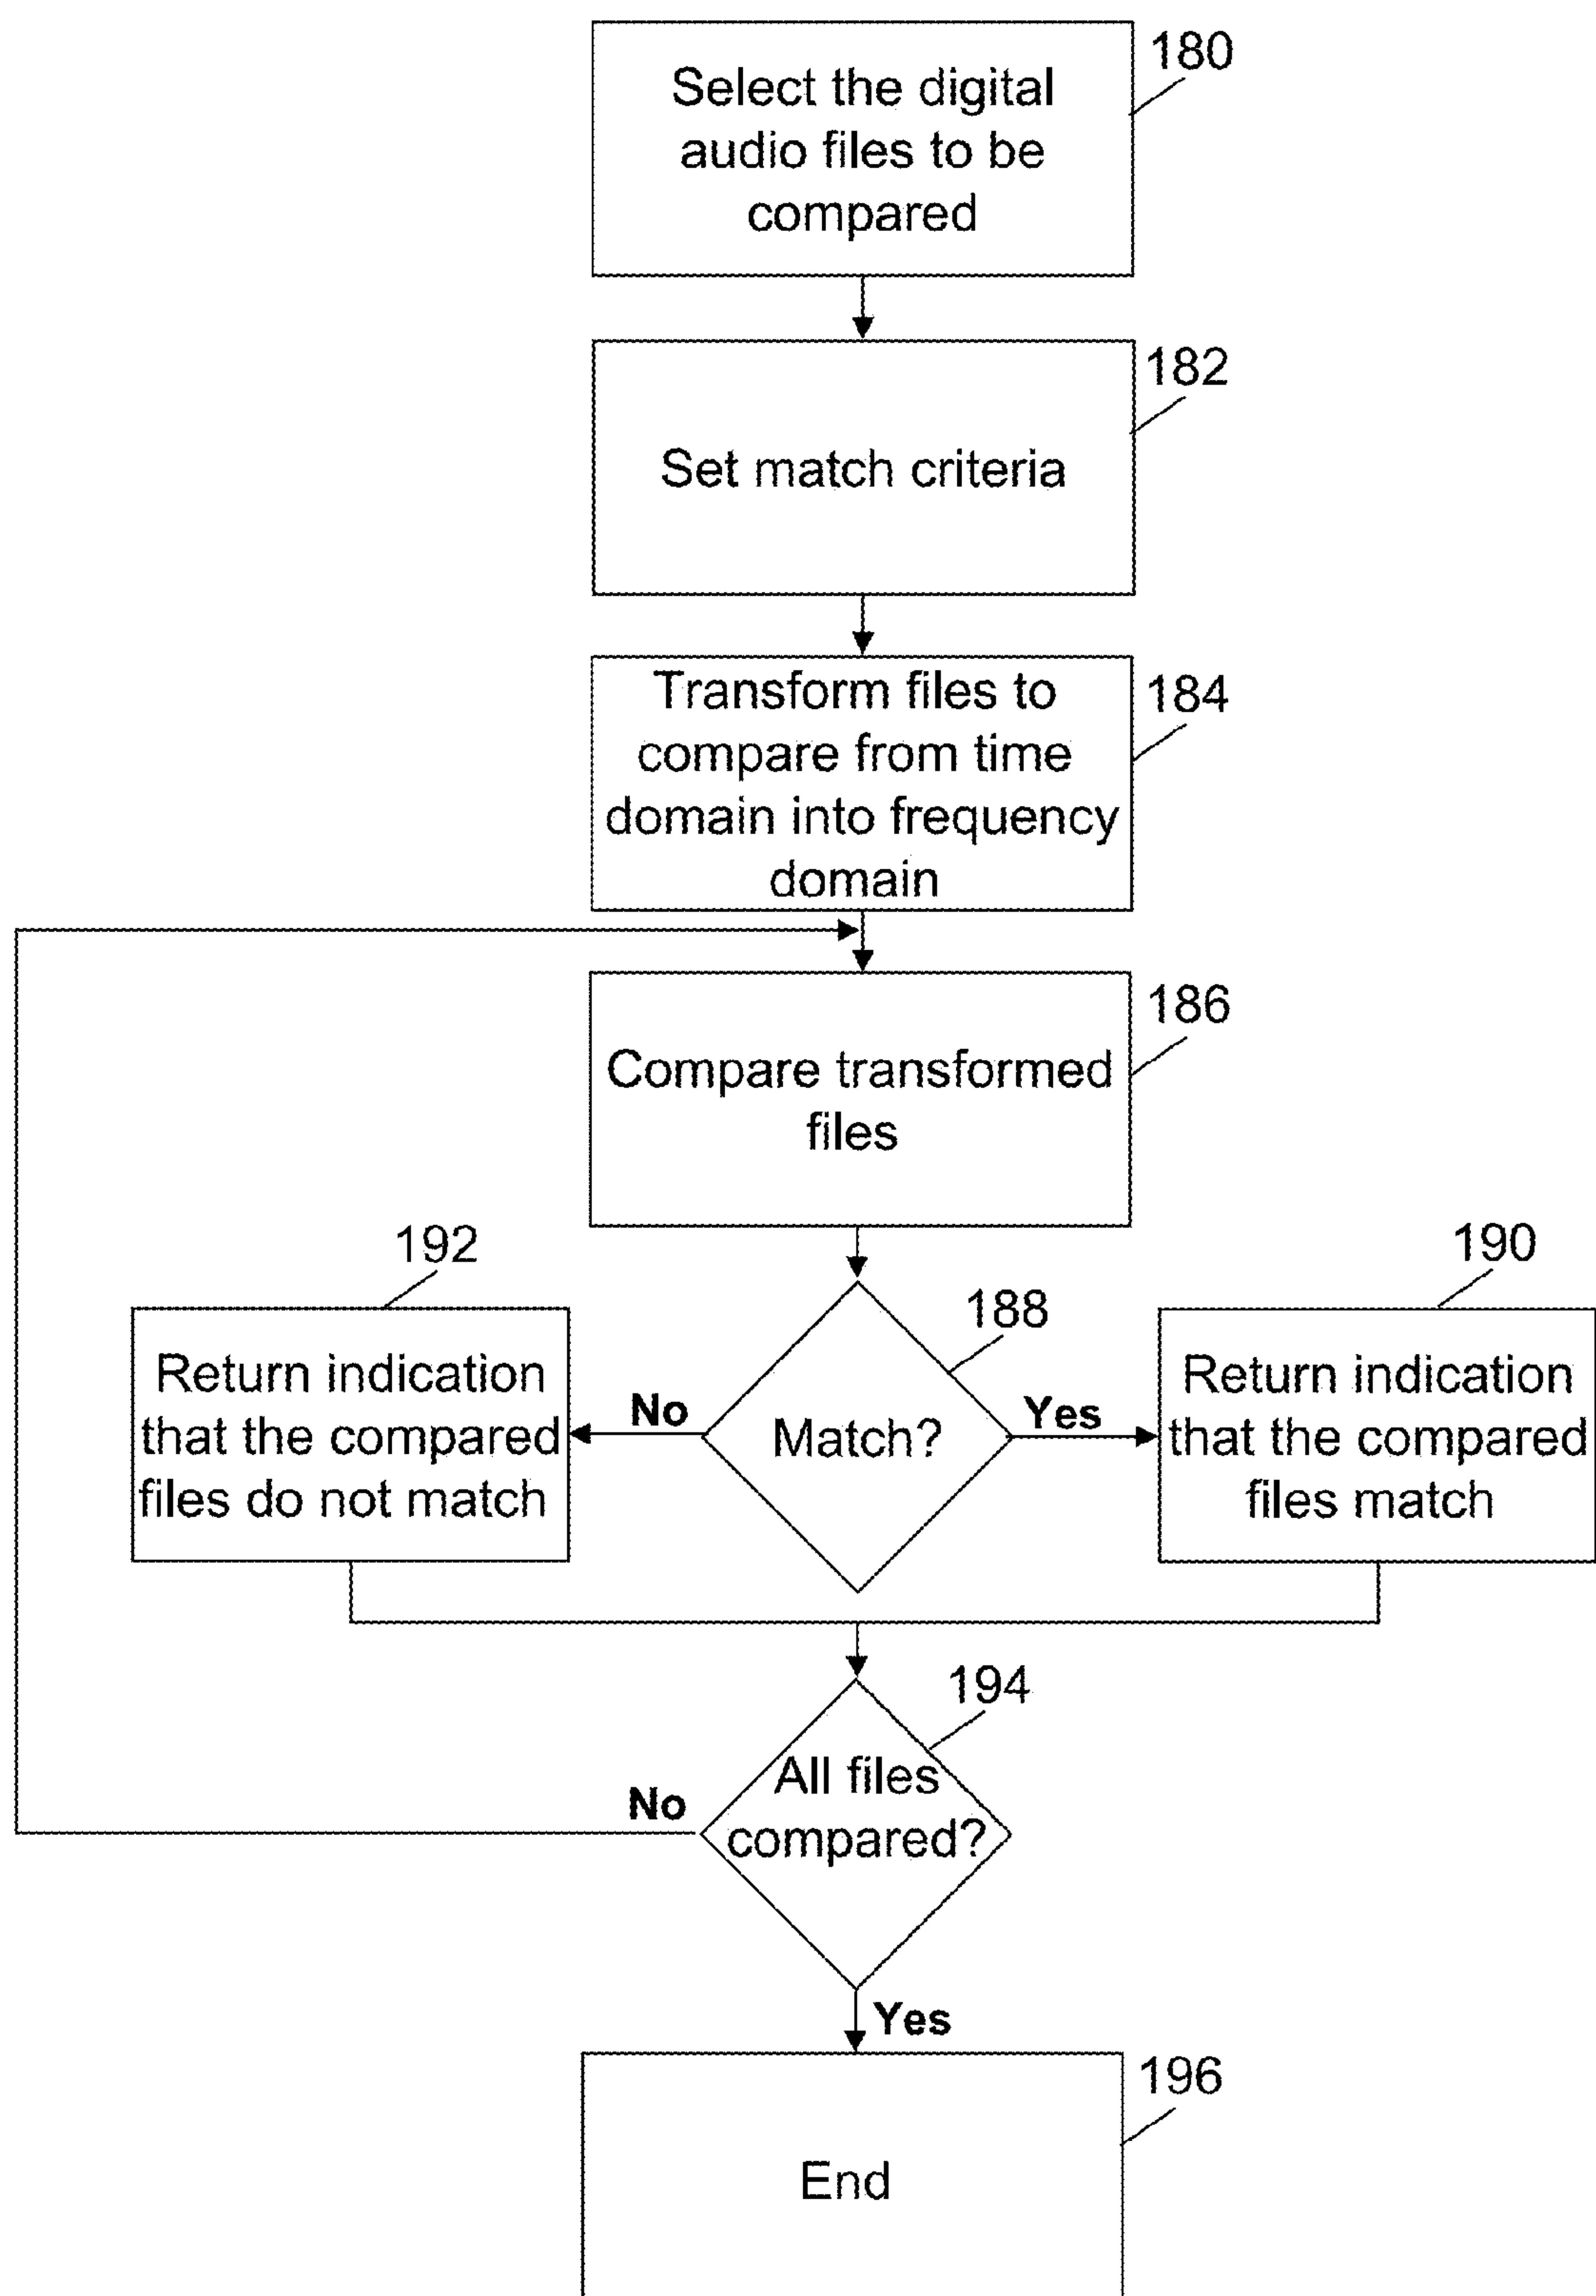 180
Select the digital
audio files to be
compared
182
Set match criteria
184
Transform files to
compare from time
domain into frequency
domain
186
Compare transformed
files
192
190
188
Return indication
that the compared
files do not match
No
Match?
Yes
Return indication
that the compared
files match
194
All files
compared?
No
Yes
196
End